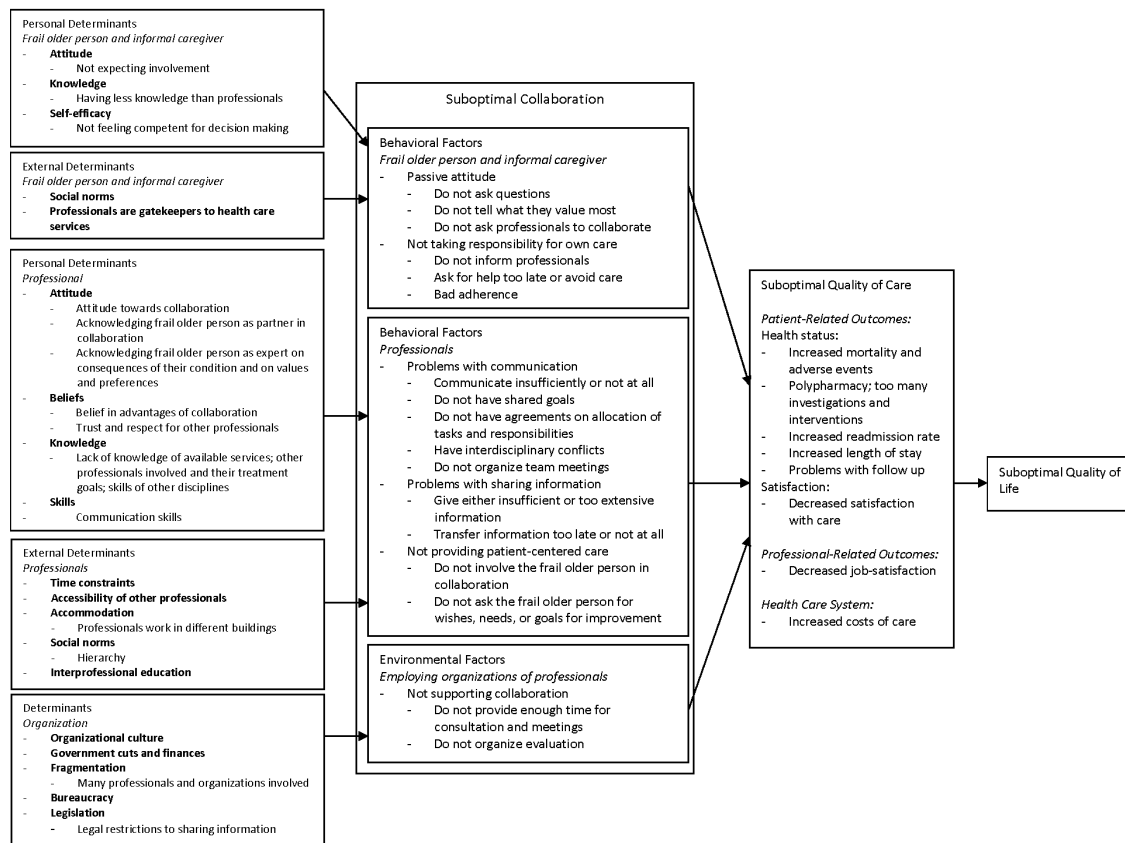 Personal Determinants
Frail older person and informal caregiver
- Attitude
- Not expecting involvement
- Knowledge
- Having less knowledge than professionals
- Self-efficacy
- Not feeling competent for decision making
External Determinants
Frail older person and informal caregiver
- Social norms
- Professionals are gatekeepers to health care
services
Personal Determinants
Professional
- Attitude
- Attitude towards collaboration
- Acknowledging frail older person as partner in
collaboration
- Acknowledging frail older person as expert on
consequences of their condition and on values
and preferences
- Beliefs
- Belief in advantages of collaboration
- Trust and respect for other professionals
- Knowledge
- Lack of knowledge of available services; other
professionals involved and their treatment
goals; skills of other disciplines
- Skills
- Communication skills
External Determinants
Professionals
- Time constraints
- Accessibility of other professionals
- Accommodation
- Professionals work in different buildings
- Social norms
- Hierarchy
- Interprofessional education
Determinants
Organization
- Organizational culture
- Government cuts and finances
- Fragmentation
- Many professionals and organizations involved
- Bureaucracy
- Legislation
- Legal restrictions to sharing information
Suboptimal Collaboration
Behavioral Factors
Frail older person and informal caregiver
- Passive attitude
- Do not ask questions
- Do not tell what they value most
- Do not ask professionals to collaborate
- Not taking responsibility for own care
- Do not inform professionals
- Ask for help too late or avoid care
- Bad adherence
Behavioral Factors
Professionals
- Problems with communication
- Communicate insufficiently or not at all
- Do not have shared goals
- Do not have agreements on allocation of
tasks and responsibilities
- Have interdisciplinary conflicts
- Do not organize team meetings
- Problems with sharing information
- Give either insufficient or too extensive
information
- Transfer information too late or not at all
- Not providing patient-centered care
- Do not involve the frail older person in
collaboration
- Do not ask the frail older person for
wishes, needs, or goals for improvement
Environmental Factors
Employing organizations of professionals
- Not supporting collaboration
- Do not provide enough time for
consultation and meetings
- Do not organize evaluation
Suboptimal Quality of Care
Patient-Related Outcomes:
Health status:
- Increased mortality and
adverse events
- Polypharmacy; too many
investigations and
interventions
- Increased readmission rate
- Increased length of stay
- Problems with follow up
Satisfaction:
- Decreased satisfaction
with care
Professional-Related Outcomes:
- Decreased job-satisfaction
Health Care System:
- Increased costs of care
Suboptimal Quality of
Life